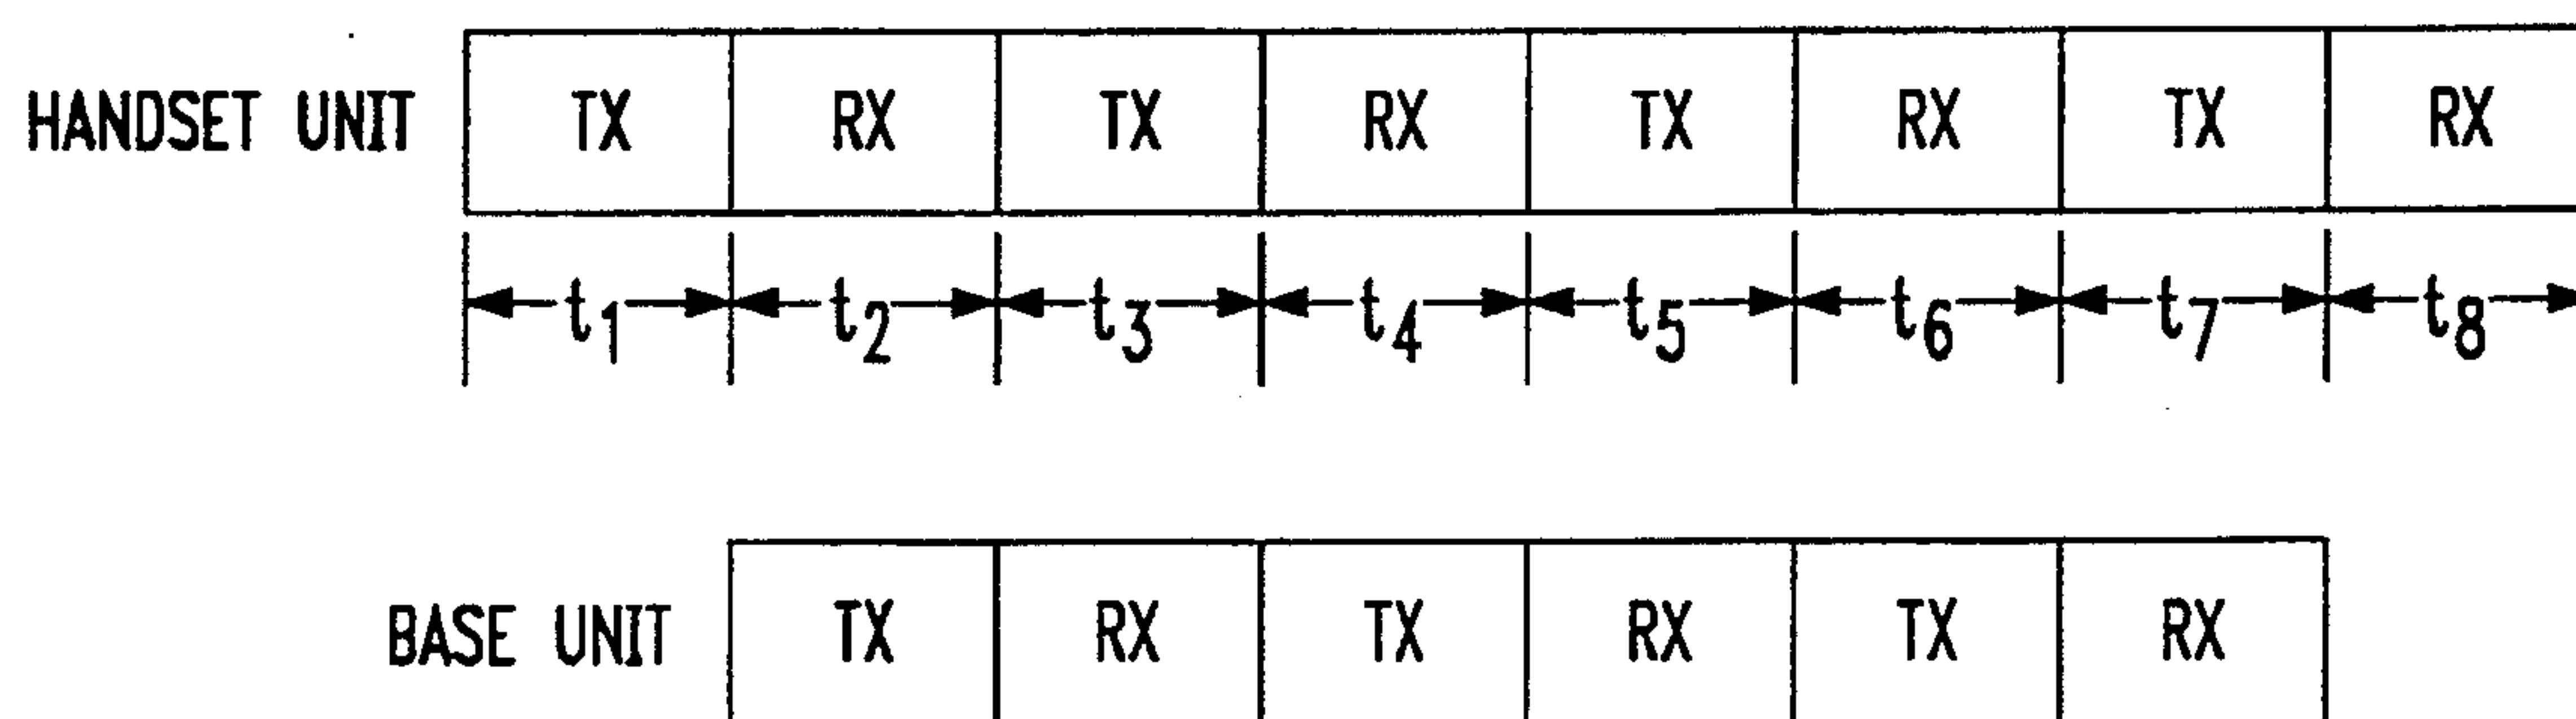 HANDSET UNIT TX RX TX RX TX RX TX RX
t1 t2 t3 t4 t5 t6 t7 t8
BASE UNIT TX RX TX RX TX RX